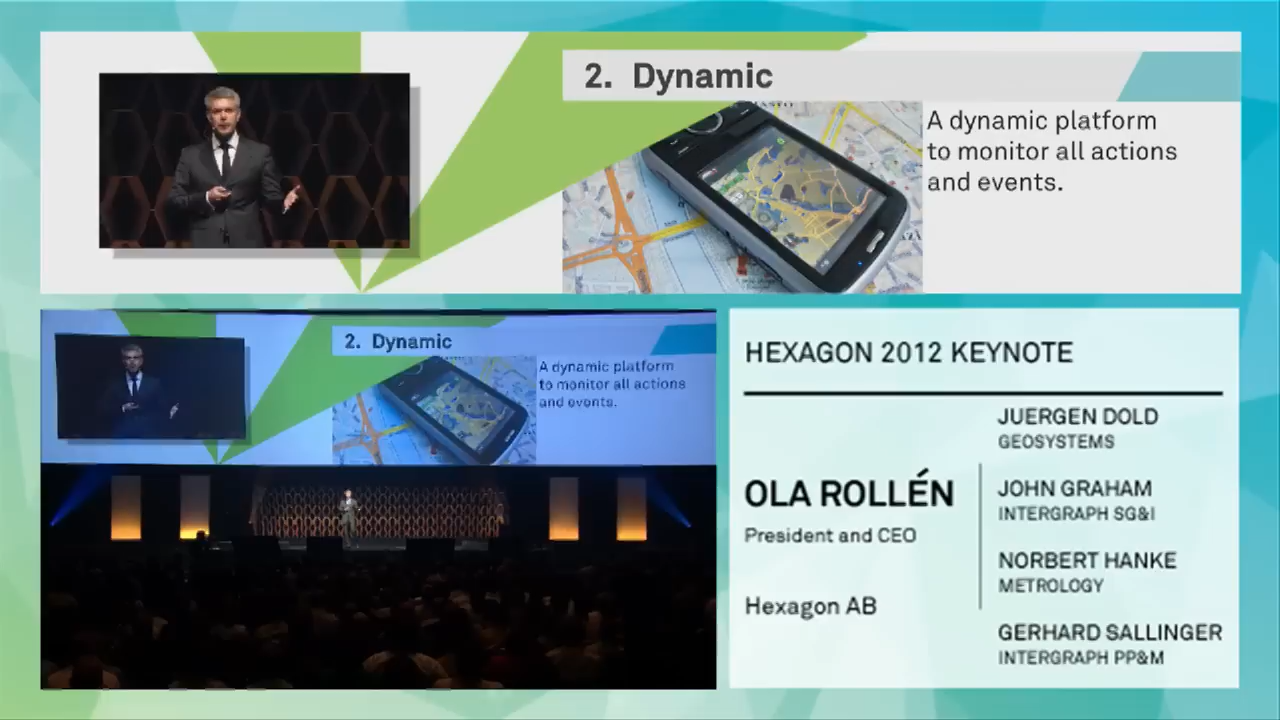 2. Dynamic
A dynamic platform
to monitor all actions
and events.
2. Dynamic
A dynamic platform
to monitor all actions
and events.
HEXAGON 2012 KEYNOTE
OLA ROLLÉN
President and CEO
Hexagon AB
JUERGEN DOLD
GEOSYSTEMS
JOHN GRAHAM
INTERGRAPH SG&I
NORBERT HANKE
METROLOGY
GERHARD SALLINGER
INTERGRAPH PP&M